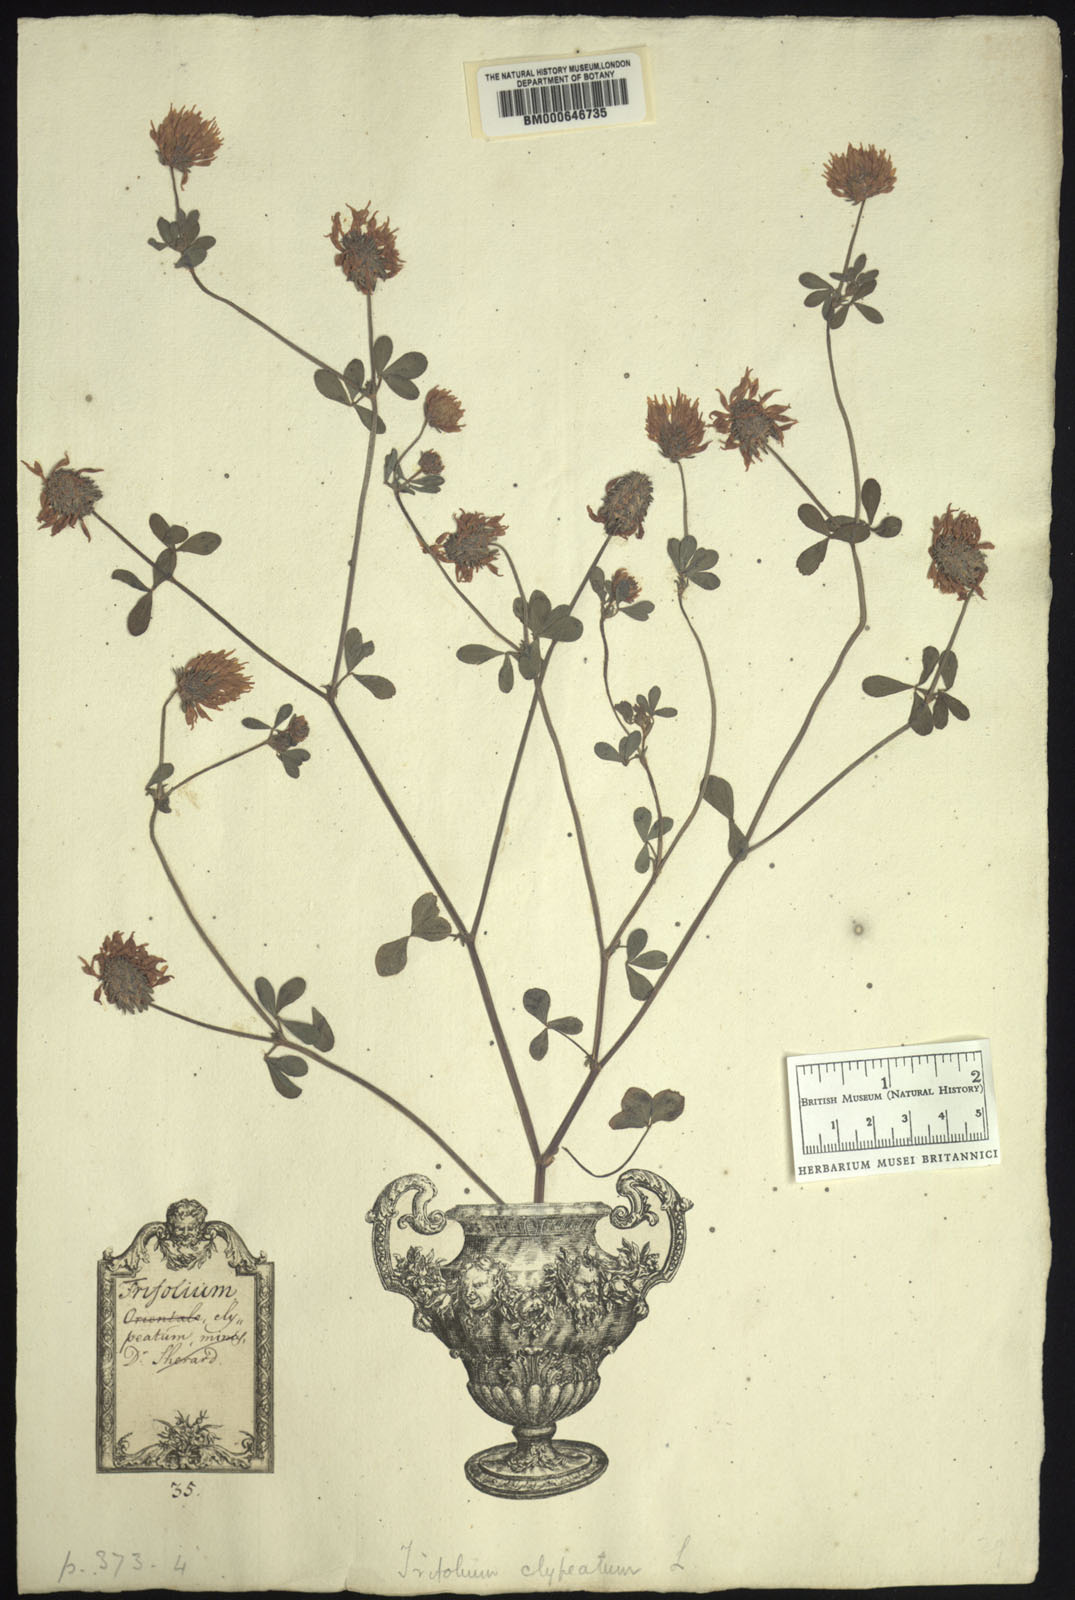 THE NATURAL HISTORY MUSEUM, LONDON
DEPARTMENT OF BOTANY
BM000646735
1 2
BRITISH MUSEUM (NATURAL HISTORY)
1 2 3 4 5
HERBARIUM MUSEI BRITANNICI
Trifolium
Orientale, cly„
peatum, minus,
Dr Sherard.
35.
p. 373. 4
Trifolium clypeatum L